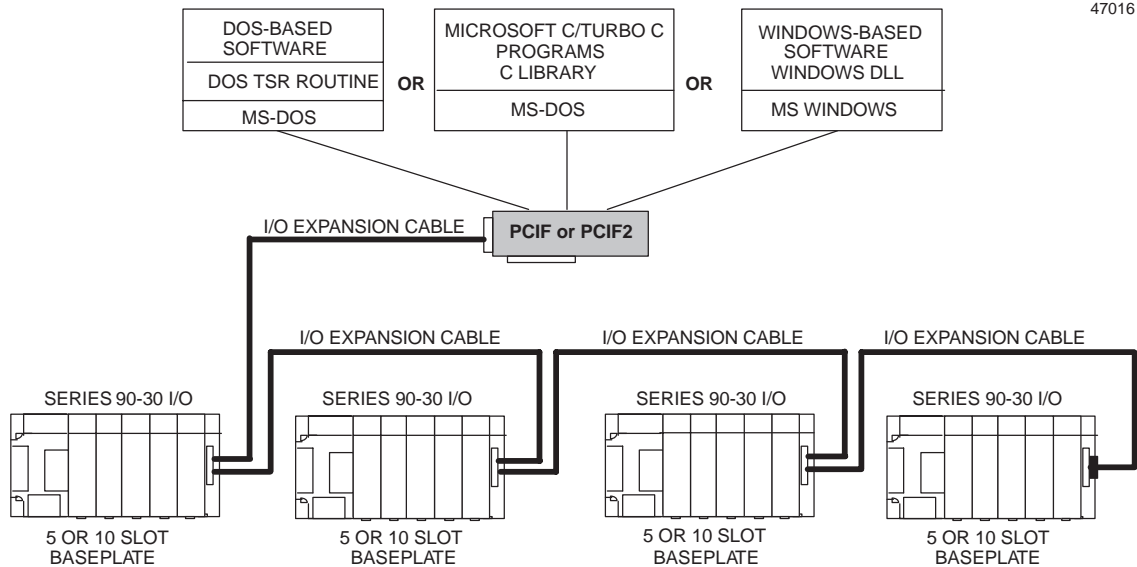 47016
DOS-BASED
SOFTWARE
DOS TSR ROUTINE
MS-DOS
OR
MICROSOFT C/TURBO C
PROGRAMS
C LIBRARY
MS-DOS
OR
WINDOWS-BASED
SOFTWARE
WINDOWS DLL
MS WINDOWS
I/O EXPANSION CABLE
PCIF or PCIF2
I/O EXPANSION CABLE
I/O EXPANSION CABLE
I/O EXPANSION CABLE
SERIES 90-30 I/O
SERIES 90-30 I/O
SERIES 90-30 I/O
SERIES 90-30 I/O
5 OR 10 SLOT
BASEPLATE
5 OR 10 SLOT
BASEPLATE
5 OR 10 SLOT
BASEPLATE
5 OR 10 SLOT
BASEPLATE